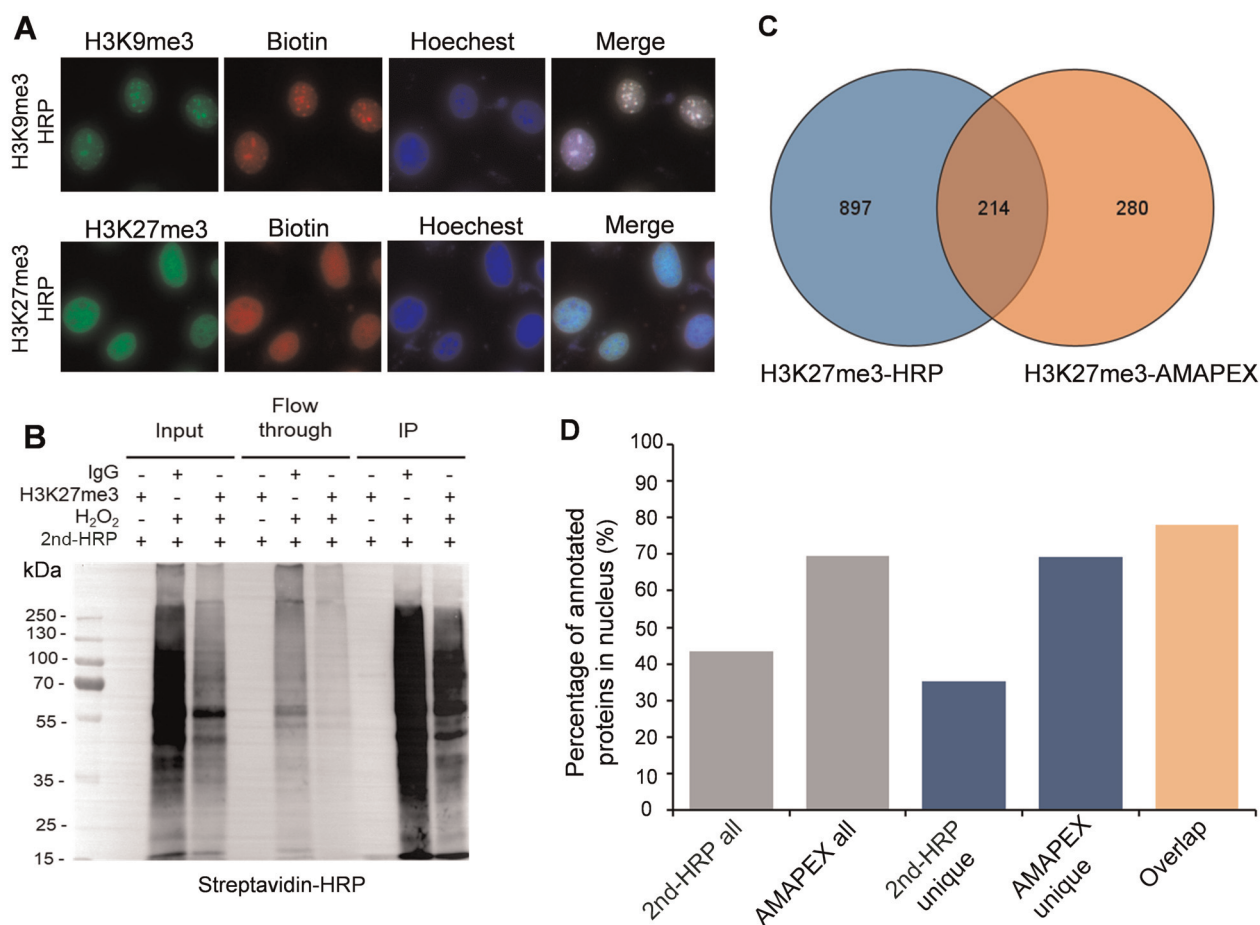 A
H3K9me3 Biotin Hoechest Merge
H3K9me3
HRP
H3K27me3 Biotin Hoechest Merge
H3K27me3
HRP
B
Input Flow through IP
IgG - + - - + - - + -
H3K27me3 + - + + - + + - +
H₂O₂ - + + - + + - + +
2nd-HRP + + + + + + + + +
kDa
250 -
130 -
100 -
70 -
55 -
35 -
25 -
15 -
Streptavidin-HRP
C
897 214 280
H3K27me3-HRP H3K27me3-AMAPEX
D
Percentage of annotated
proteins in nucleus (%)
100
90
80
70
60
50
40
30
20
10
0
2nd-HRP all
AMAPEX all
2nd-HRP
unique
AMAPEX
unique
Overlap